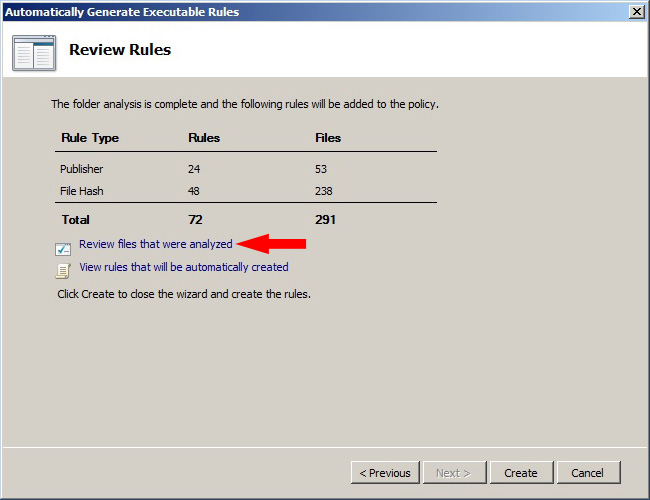 Automatically Generate Executable Rules
Review Rules
The folder analysis is complete and the following rules will be added to the policy.
Rule Type Rules Files
Publisher 24 53
File Hash 48 238
Total 72 291
Review files that were analyzed
View rules that will be automatically created
Click Create to close the wizard and create the rules.
< Previous Next > Create Cancel